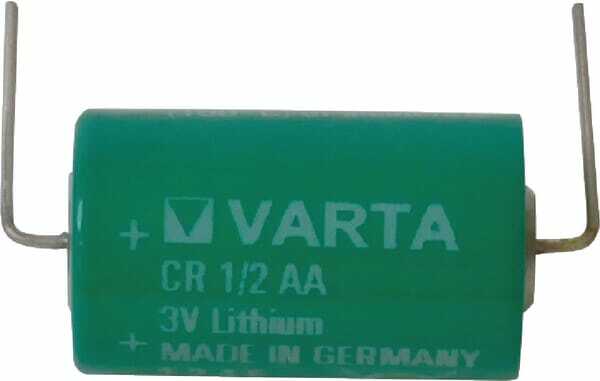 + VARTA
CR 1/2 AA
3V Lithium
+ MADE IN GERMANY